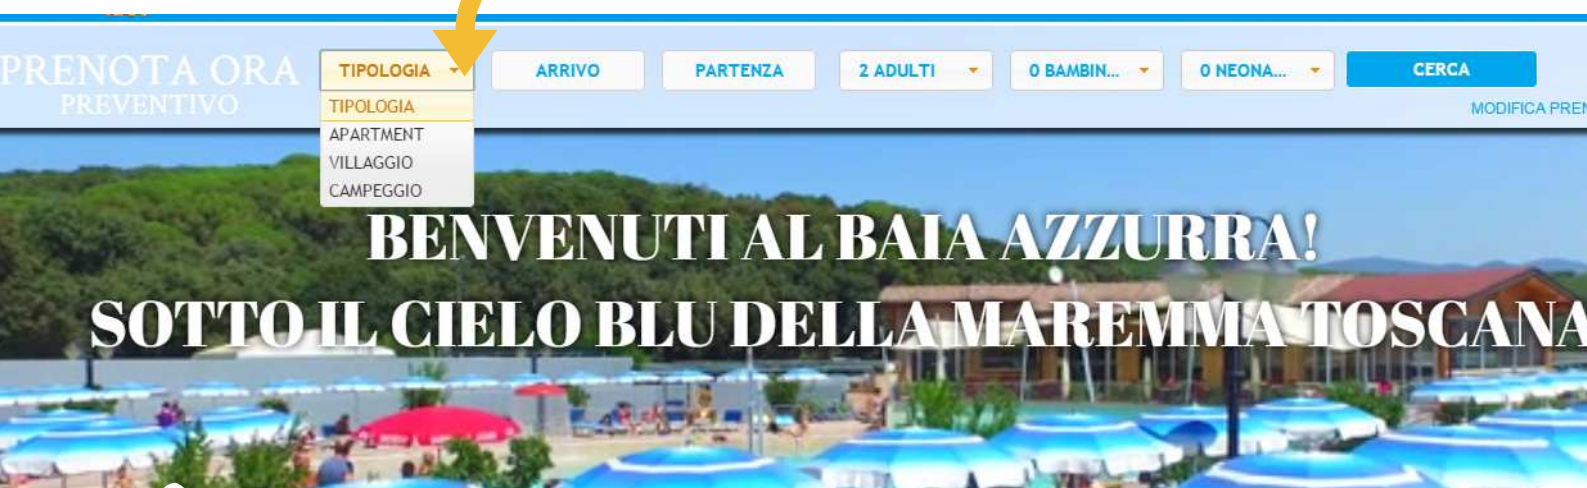 PRENOTA ORA
PREVENTIVO
TIPOLOGIA
ARRIVO
PARTENZA
2 ADULTI
0 BAMBIN...
0 NEONA...
CERCA
MODIFICA PREN
TIPOLOGIA
APARTMENT
VILLAGGIO
CAMPEGGIO
BENVENUTI AL BAIA AZZURRA!
SOTTO IL CIELO BLU DELLA MAREMMA TOSCANA